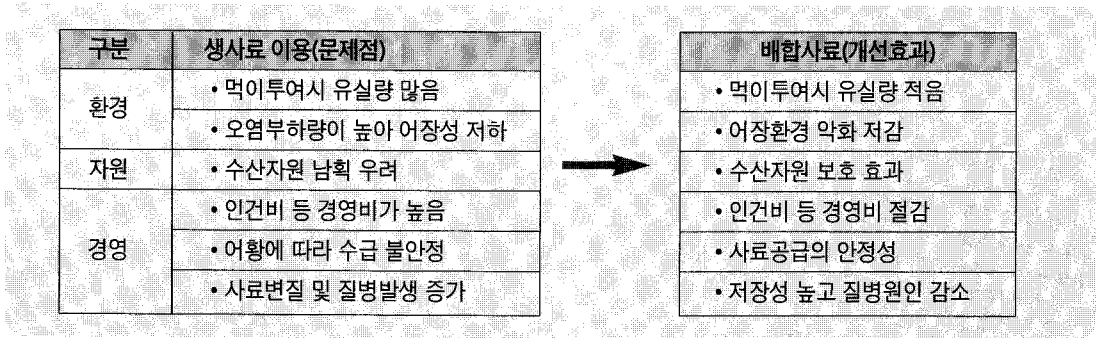 구분 생사료 이용(문제점) 배합사료(개선효과)
환경 • 먹이투여시 유실량 많음 • 먹이투여시 유실량 적음
• 오염부하량이 높아 어장성 저하 • 어장환경 악화 저감
자원 • 수산자원 남획 우려 • 수산자원 보호 효과
경영 • 인건비 등 경영비가 높음 • 인건비 등 경영비 절감
• 어황에 따라 수급 불안정 • 사료공급의 안정성
• 사료변질 및 질병발생 증가 • 저장성 높고 질병원인 감소